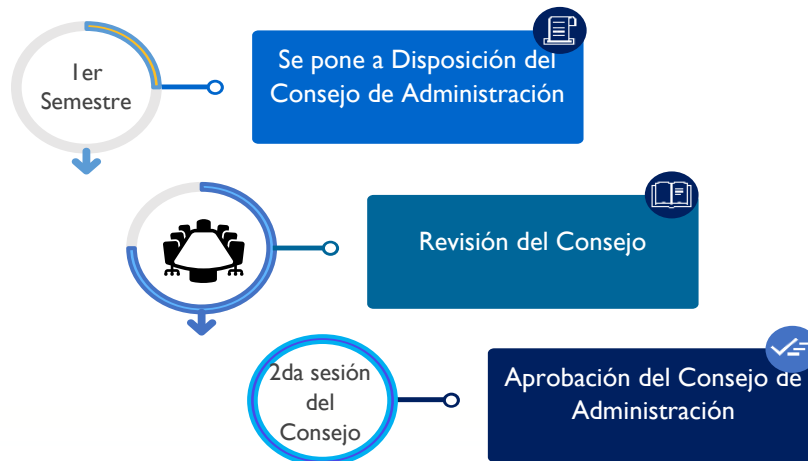 1er
Semestre
Se pone a Disposición del
Consejo de Administración
Revisión del Consejo
2da sesión
del
Consejo
Aprobación del Consejo de
Administración